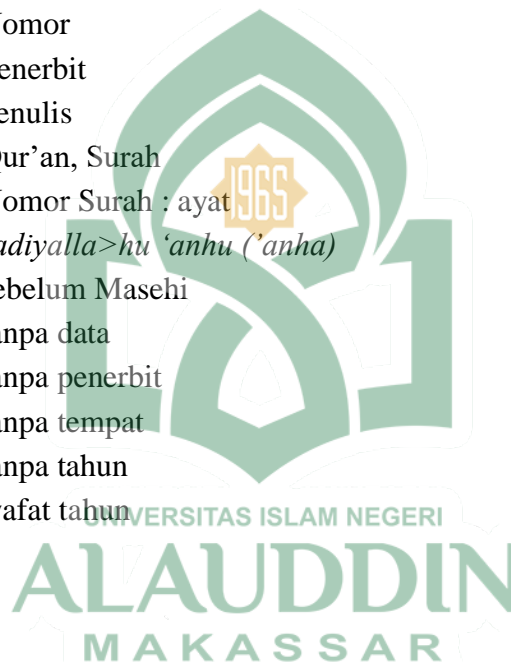 Nomor
enerbit
enulis
Qur’an, Surah
Nomor Surah : ayat
1965
adiyalla>hu ‘anhu (’anha)
ebelum Masehi
anpa data
anpa penerbit
anpa tempat
anpa tahun
afat tahun
UNIVERSITAS ISLAM NEGERI
ALAUDDIN
MAKASSAR